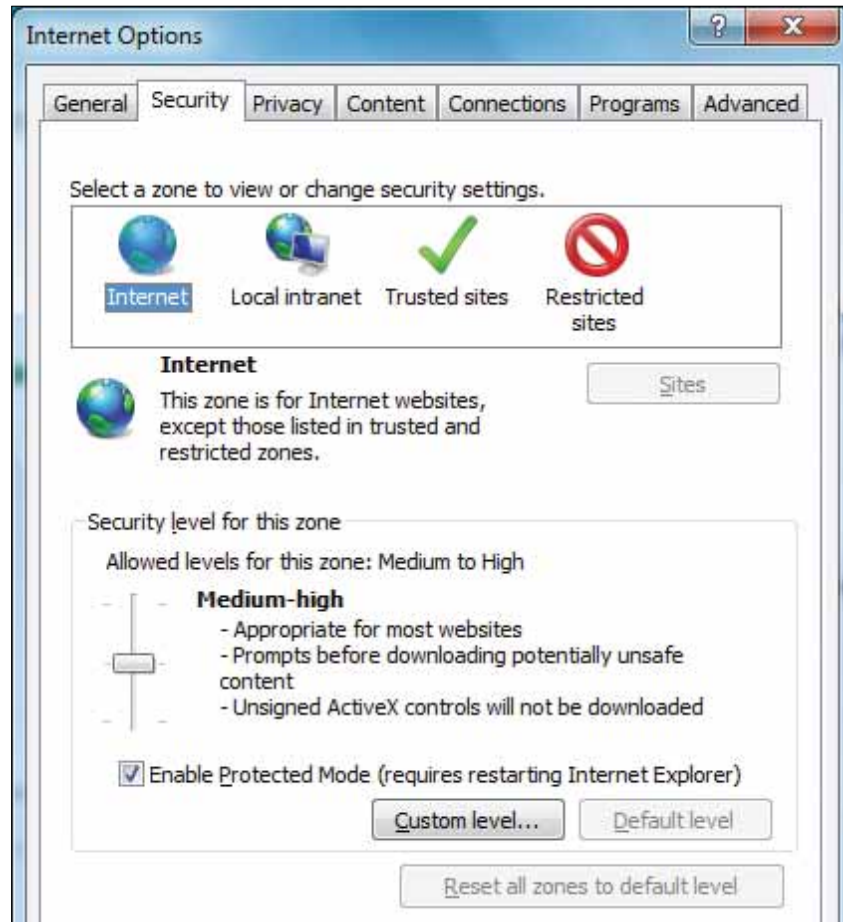 Internet Options
?
X
General Security Privacy Content Connections Programs Advanced
Select a zone to view or change security settings.
Internet Local intranet Trusted sites Restricted
sites
Internet
Sites
This zone is for Internet websites,
except those listed in trusted and
restricted zones.
Security level for this zone
Allowed levels for this zone: Medium to High
Medium-high
- Appropriate for most websites
- Prompts before downloading potentially unsafe
content
- Unsigned ActiveX controls will not be downloaded
Enable Protected Mode (requires restarting Internet Explorer)
Custom level... Default level
Reset all zones to default level